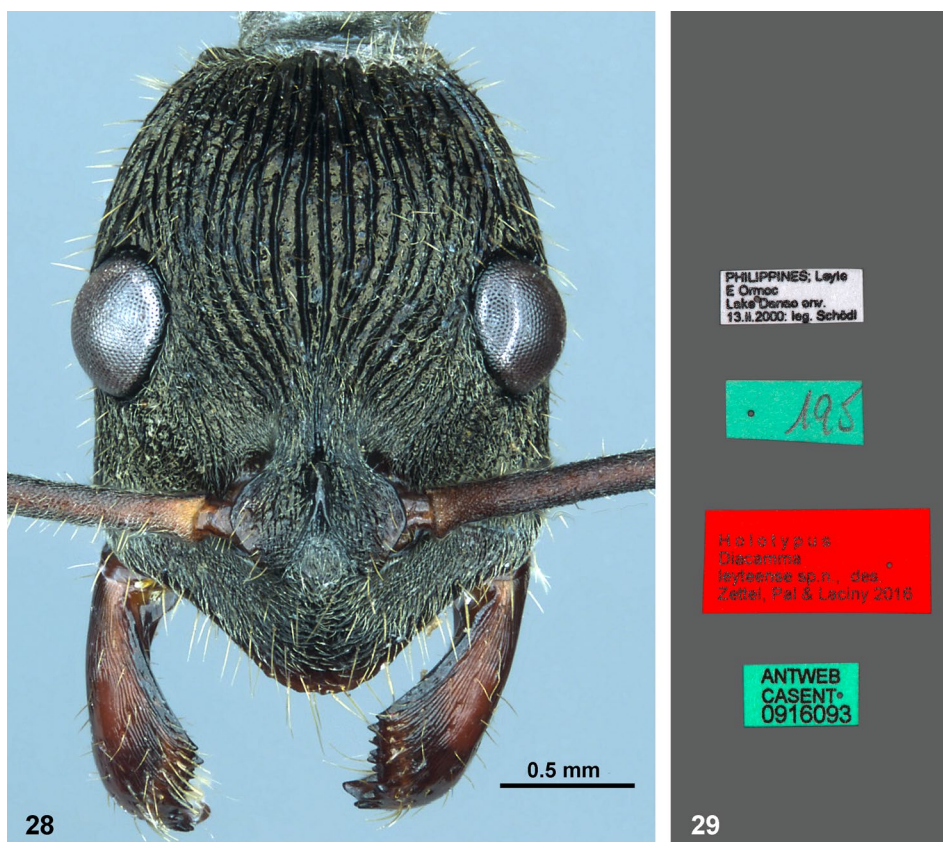 0.5 mm
28
PHILIPPINES; Leyte
E Ormoc
Lake Danao env.
13.II.2000; leg. Schödl
195
Holotypus
Diacamma
leyteense sp.n., des
Zettel, Pal & Laciny 2016
ANTWEB
CASENT
0916093
29